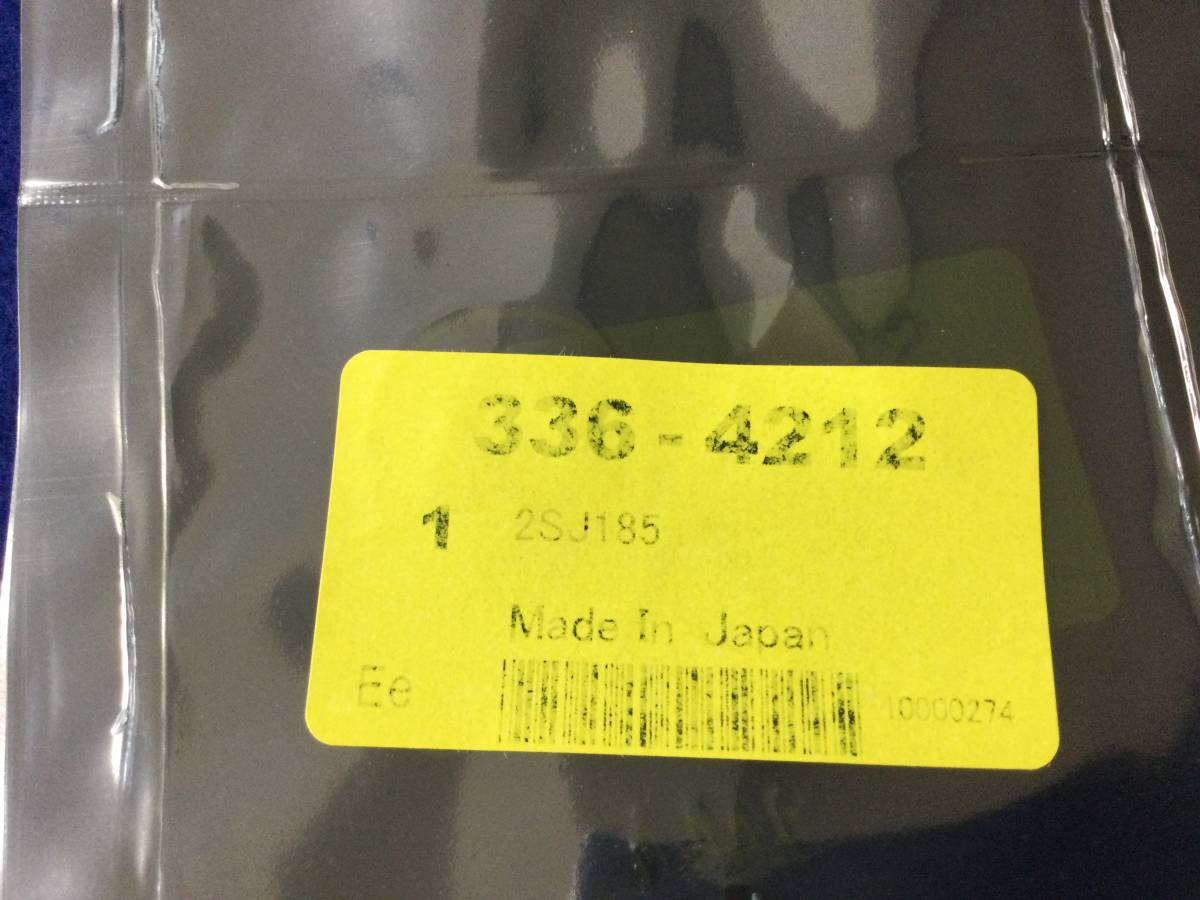 336-4212
1 2SJ185
Made In Japan
Ee 10000274